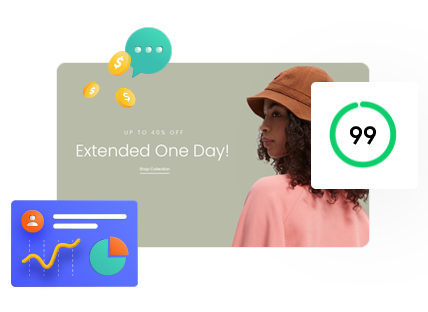 UP TO 40% OFF
Extended One Day!
Shop Collection
99
$
$
$